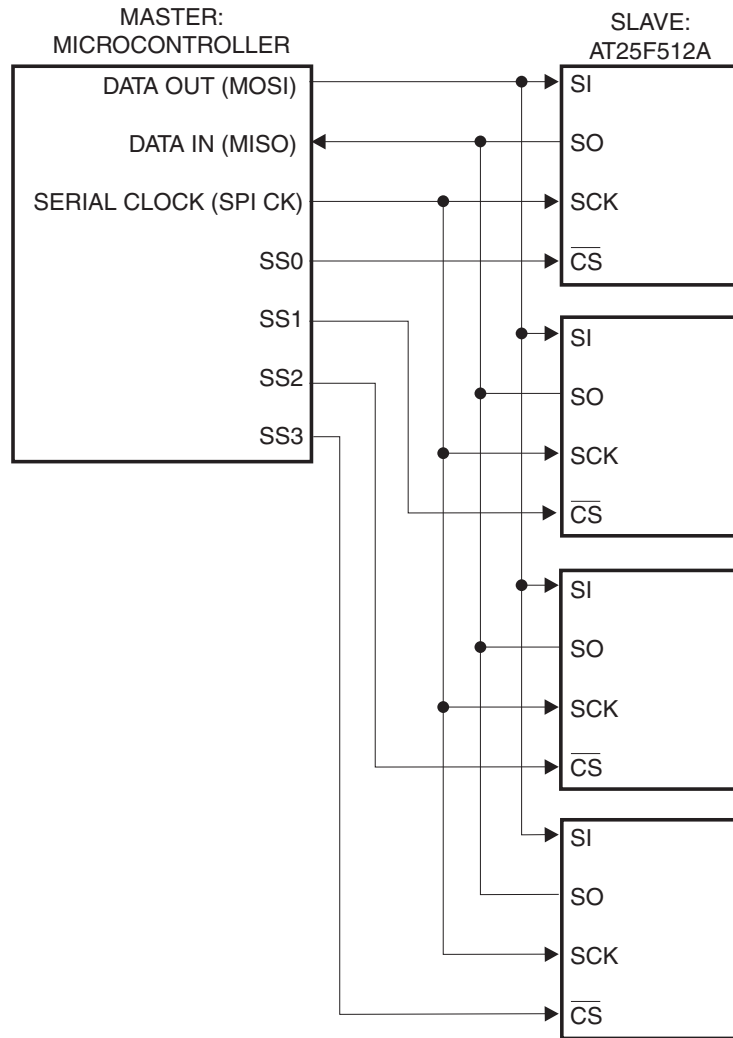 MASTER:
MICROCONTROLLER
DATA OUT (MOSI)
DATA IN (MISO)
SERIAL CLOCK (SPI CK)
SS0
SS1
SS2
SS3
SLAVE:
AT25F512A
SI
SO
SCK
CS
SI
SO
SCK
CS
SI
SO
SCK
CS
SI
SO
SCK
CS